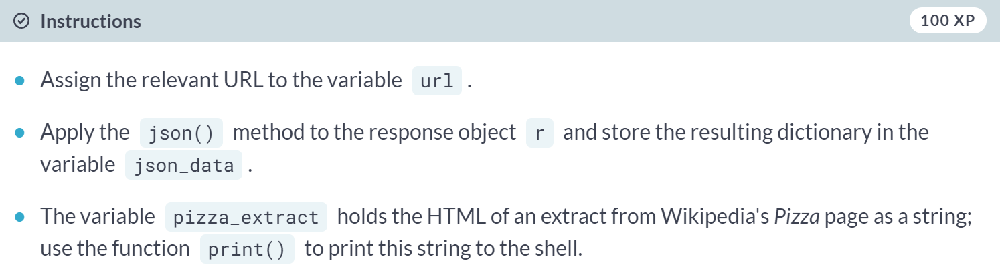 Instructions
100 XP
Assign the relevant URL to the variable url .
Apply the json() method to the response object r and store the resulting dictionary in the
variable json_data .
The variable pizza_extract holds the HTML of an extract from Wikipedia's Pizza page as a string;
use the function print() to print this string to the shell.